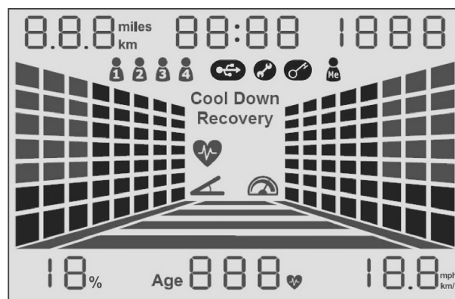 8.8.8 miles km 88:88 1888
1 2 3 4 Me
Cool Down
Recovery
18% Age 888 18.8 mph km/h